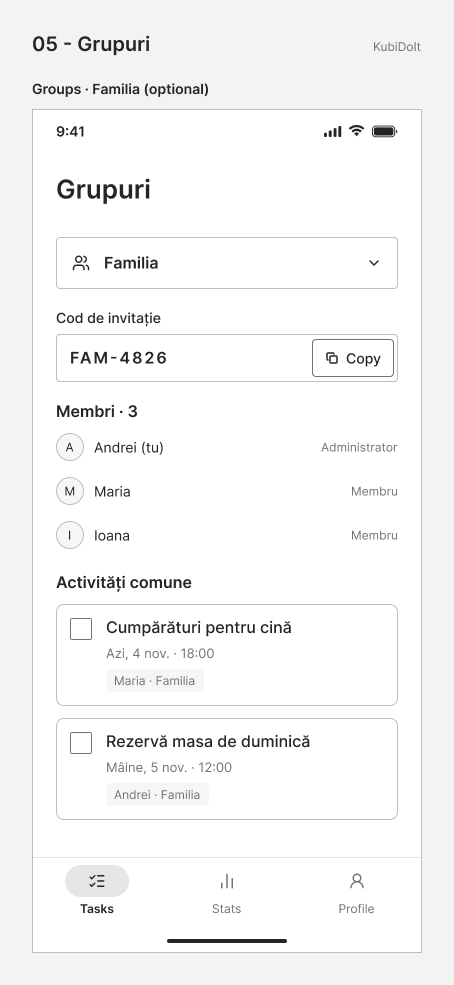 05 - Grupuri
KubiDoIt
Groups · Familia (optional)
9:41
Grupuri
Familia
Cod de invitație
FAM-4826
Copy
Membri · 3
A
Andrei (tu)
Administrator
M
Maria
Membru
I
Ioana
Membru
Activități comune
Cumpărături pentru cină
Azi, 4 nov. · 18:00
Maria · Familia
Rezervă masa de duminică
Mâine, 5 nov. · 12:00
Andrei · Familia
Tasks
Stats
Profile